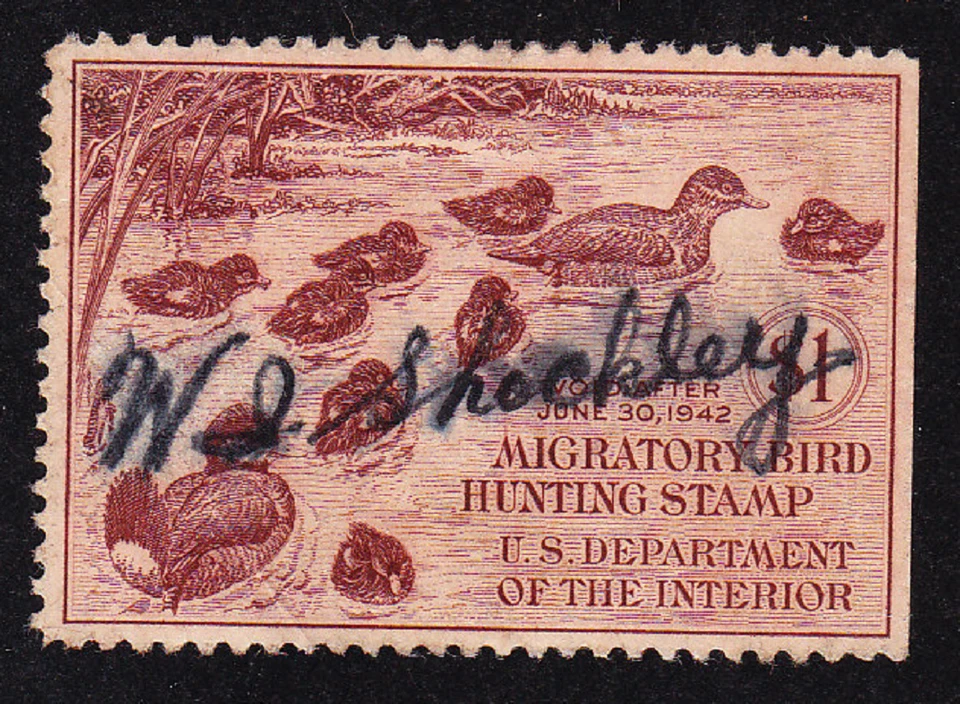 W. I. Shockley
$1
VOID AFTER
JUNE 30, 1942
MIGRATORY BIRD
HUNTING STAMP
U. S. DEPARTMENT
OF THE INTERIOR